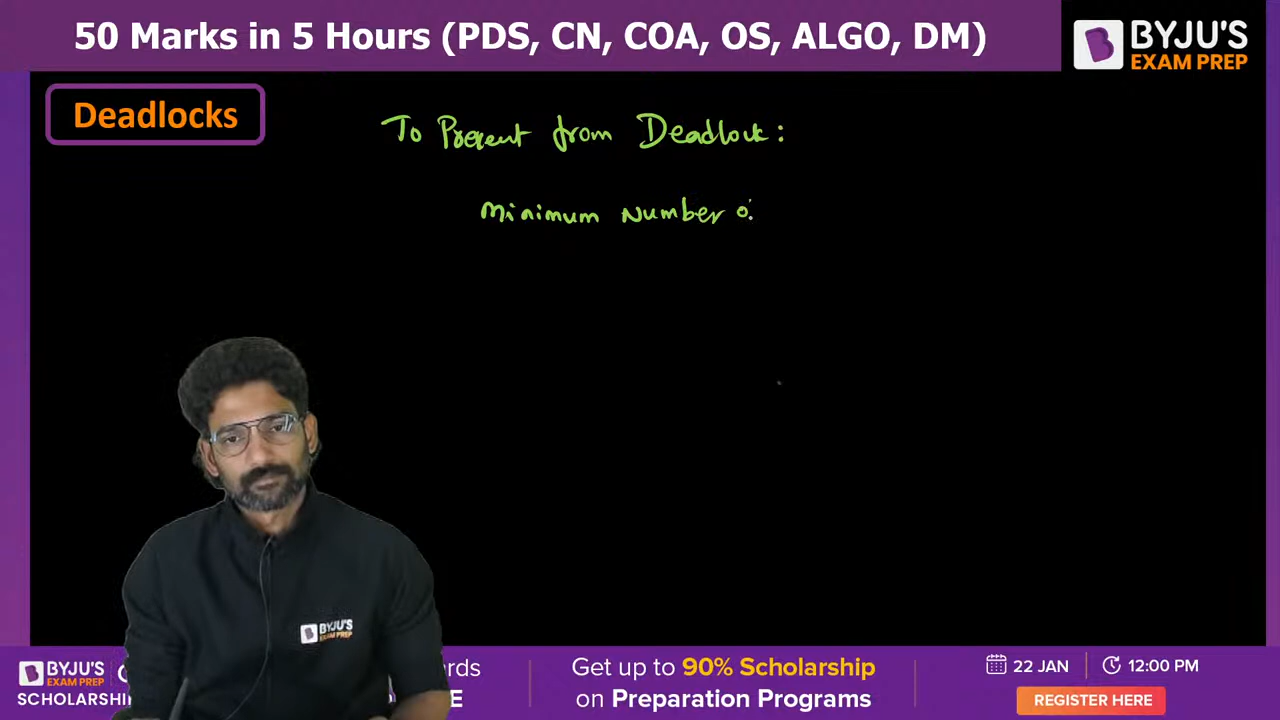 50 Marks in 5 Hours (PDS, CN, COA, OS, ALGO, DM)
BYJU'S
EXAM PREP
Deadlocks
To Prevent from Deadlock:
Minimum Number of
BYJU'S
EXAM PREP
BYJU'S
EXAM PREP
SCHOLARSHI
rds
E
Get up to 90% Scholarship
on Preparation Programs
22 JAN
12:00 PM
REGISTER HERE